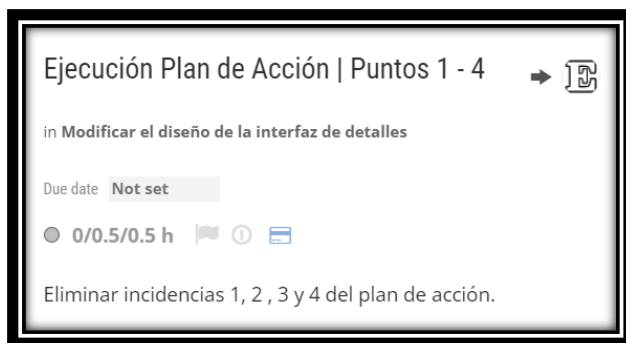 Ejecución Plan de Acción | Puntos 1 - 4
in Modificar el diseño de la interfaz de detalles
Due date Not set
0/0.5/0.5 h
Eliminar incidencias 1, 2 , 3 y 4 del plan de acción.